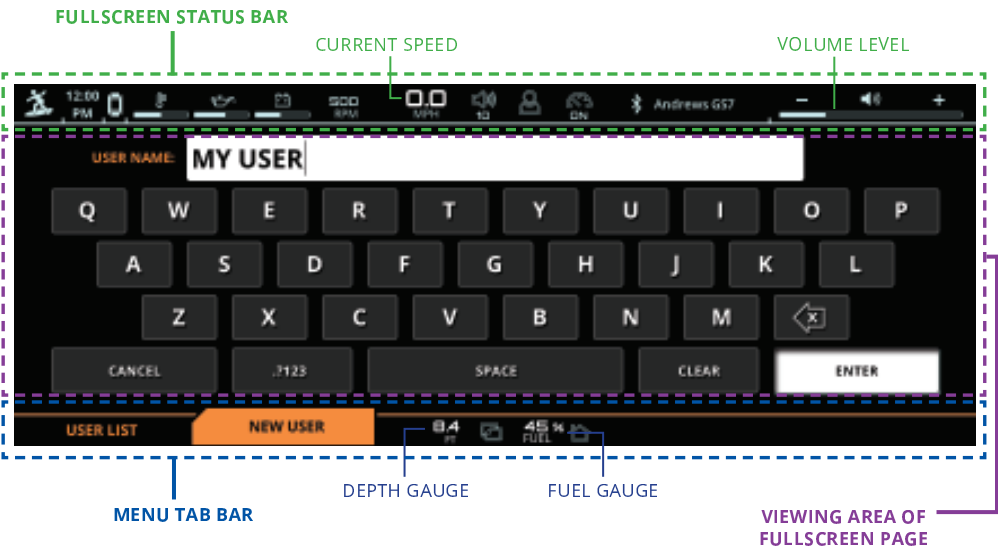 FULLSCREEN STATUS BAR
CURRENT SPEED
VOLUME LEVEL
12:00
PM
500
RPM
0.0
MPH
10
ON
Andrews GS7
− +
USER NAME: MY USER
Q W E R T Y U I O P
A S D F G H J K L
Z X C V B N M
CANCEL .?123 SPACE CLEAR ENTER
USER LIST NEW USER
8.4
FT
45 %
FUEL
DEPTH GAUGE FUEL GAUGE
MENU TAB BAR
VIEWING AREA OF
FULLSCREEN PAGE